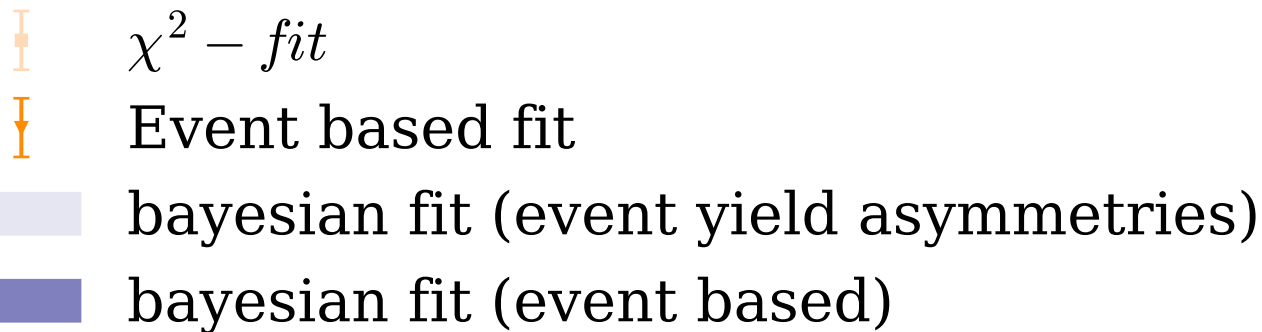 χ² − fit
Event based fit
bayesian fit (event yield asymmetries)
bayesian fit (event based)